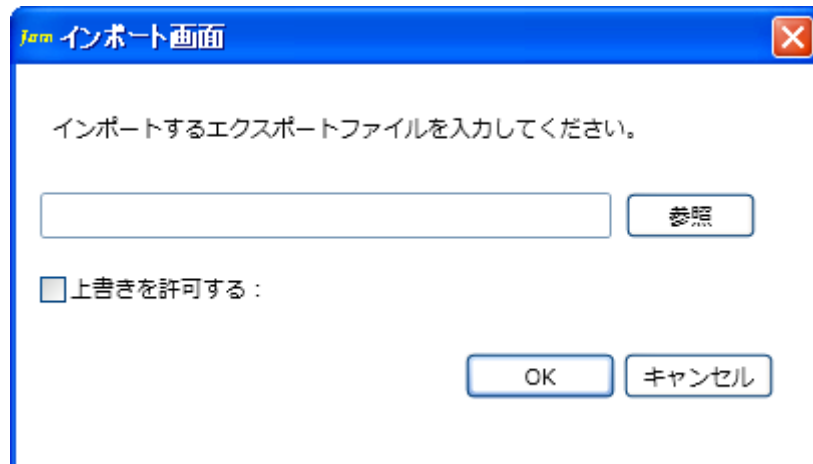 Jam インポート画面
インポートするエクスポートファイルを入力してください。
参照
上書きを許可する：
OK キャンセル